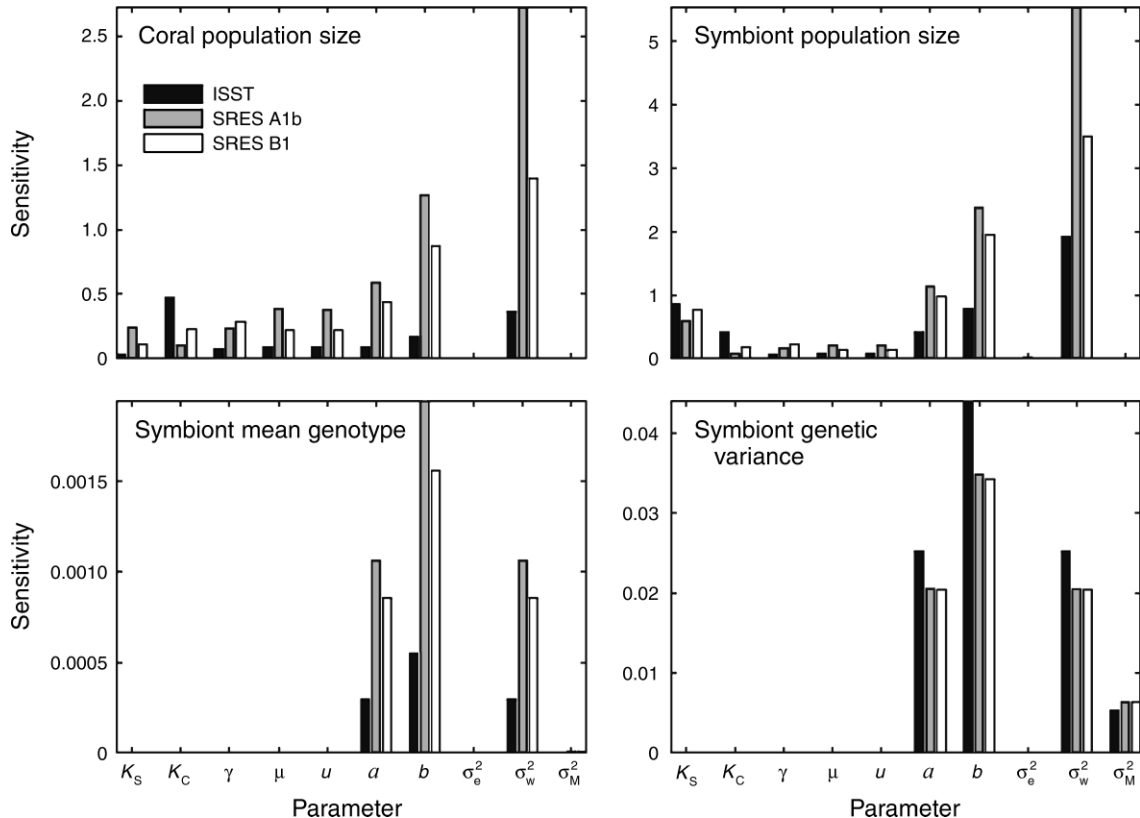 Coral population size
ISST
SRES A1b
SRES B1
Sensitivity
2.5
2.0
1.5
1.0
0.5
0
Symbiont population size
5
4
3
2
1
0
Symbiont mean genotype
Sensitivity
0.0015
0.0010
0.0005
0
K_S K_C γ μ u a b σ_e^2 σ_w^2 σ_M^2
Parameter
Symbiont genetic
variance
0.04
0.03
0.02
0.01
0
K_S K_C γ μ u a b σ_e^2 σ_w^2 σ_M^2
Parameter